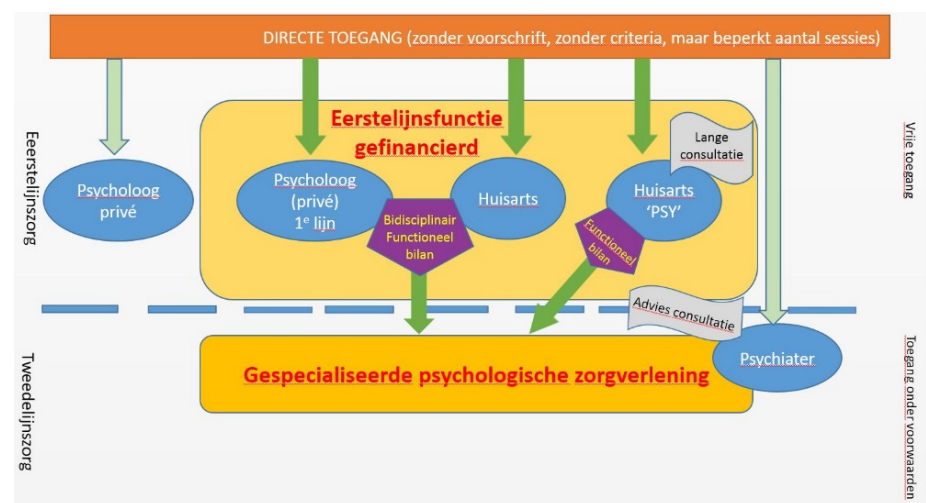 DIRECTE TOEGANG (zonder voorschrift, zonder criteria, maar beperkt aantal sessies)
Eeerstelijnszorg
Vrije toegang
Eerstelijnsfunctie
gefinancierd
Lange
consultatie
Psycholoog
privé
Psycholoog
(privé)
1e lijn
Huisarts
Huisarts
‘PSY’
Bidisciplinair
Functioneel
bilan
Functioneel
bilan
Advies consultatie
Tweedelijnszorg
Toegang onder voorwaarden
Gespecialiseerde psychologische zorgverlening
Psychiater